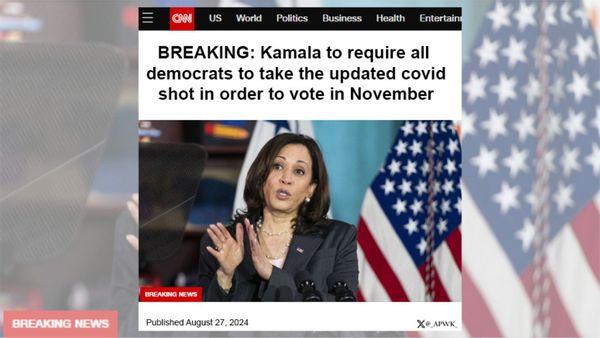 CNN US World Politics Business Health Entertain
BREAKING: Kamala to require all
democrats to take the updated covid
shot in order to vote in November
BREAKING NEWS
Published August 27, 2024
X@_APWK_
BREAKING NEWS